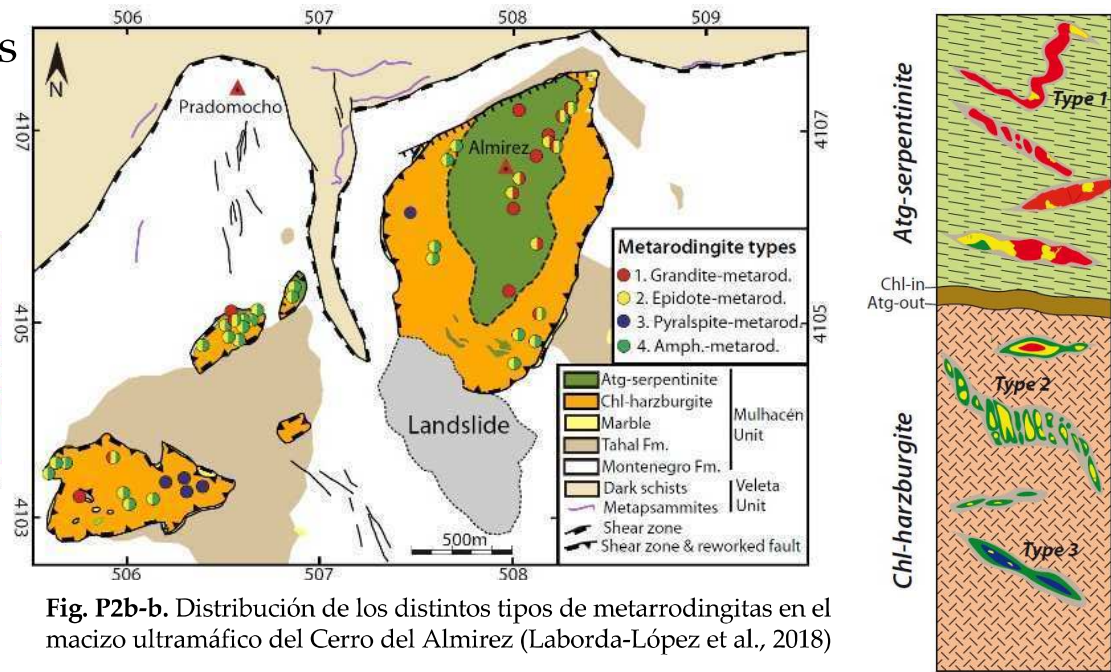 s
506
507
508
509
N
Pradomocho
4107
4107
Almirez
Metarodingite types
1. Grandite-metarod.
2. Epidote-metarod.
3. Pyralspite-metarod.
4. Amph.-metarod.
4105
4105
Atg-serpentinite
Chl-harzburgite
Marble
Tahal Fm.
Montenegro Fm.
Dark schists
Metapsammites
Shear zone
Shear zone & reworked fault
Mulhacén
Unit
Veleta
Unit
Landslide
4103
500m
506
507
508
Fig. P2b-b. Distribución de los distintos tipos de metarrodingitas en el
macizo ultramáfico del Cerro del Almirez (Laborda-López et al., 2018)
Atg-serpentinite
Type 1
Chl-in
Atg-out
Chl-harzburgite
Type 2
Type 3